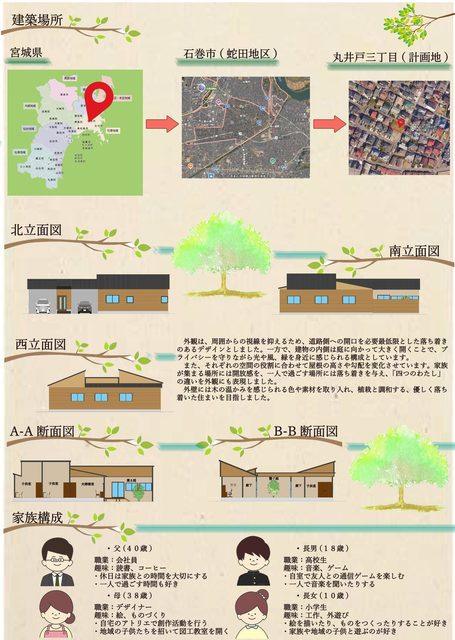 建築場所
宮城県
石巻市(蛇田地区)
丸井戸三丁目(計画地)
北立面図
南立面図
西立面図
外観は、周囲からの視線を抑えるため、道路側への開口を必要最低限とした落ち着き
のあるデザインとしました。一方で、建物の内側は庭に向かって大きく開くことで、プ
ライバシーを守りながら光や風、緑を身近に感じられる構成としています。
また、それぞれの空間の役割に合わせて屋根の高さや勾配を変化させています。家族
が集まる場所には開放感を、一人で過ごす場所には落ち着きを与え、「四つのわたし」
の違いを外観にも表現しました。
外壁には木の温かみを感じられる色や素材を取り入れ、植栽と調和する、優しく落ち
着いた住まいを目指しました。
A-A断面図
B-B断面図
家族構成
・父(40歳)
職業:会社員
趣味:読書、コーヒー
・休日は家族との時間を大切にする
・一人で過ごす時間も好き
・長男(18歳)
職業:高校生
趣味:音楽、ゲーム
・自室で友人との通信ゲームを楽しむ
・一人で音楽を聞いたりする
・母(38歳)
職業:デザイナー
趣味:絵、ものづくり
・自宅のアトリエで創作活動を行う
・地域の子供たちを招いて図工教室を開く
・長女(10歳)
職業:小学生
趣味:工作、外遊び
・絵を描いたり、ものをつくったりすることが好き
・家族や地域の子供と遊ぶのが好き